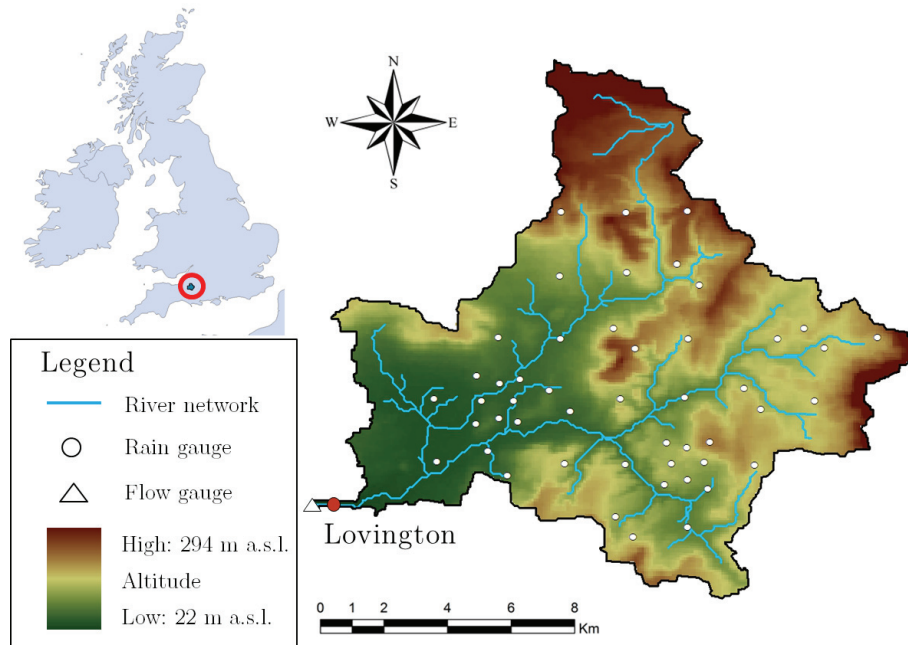 N
W
E
S
Legend
River network
Rain gauge
Flow gauge
High: 294 m a.s.l.
Altitude
Low: 22 m a.s.l.
Lovington
0 1 2 4 6 8
Km